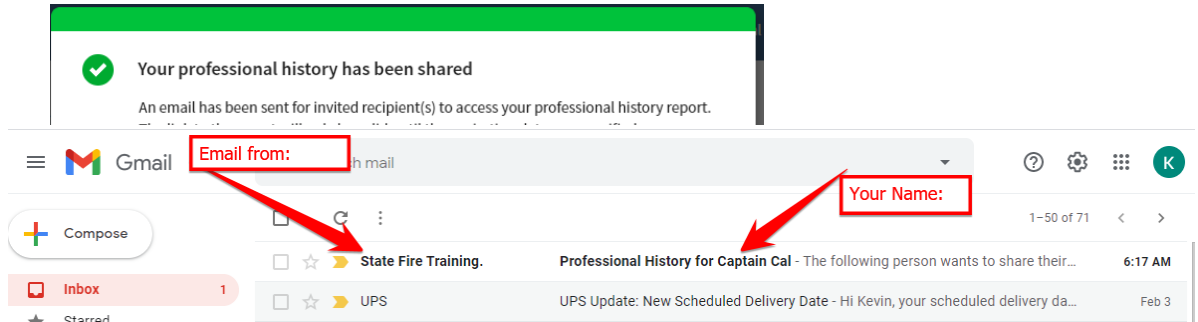 Your professional history has been shared
An email has been sent for invited recipient(s) to access your professional history report.
Email from:
Gmail
ch mail
Your Name:
K
1–50 of 71
Compose
State Fire Training. Professional History for Captain Cal - The following person wants to share their... 6:17 AM
Inbox 1
UPS UPS Update: New Scheduled Delivery Date - Hi Kevin, your scheduled delivery da... Feb 3
Starred